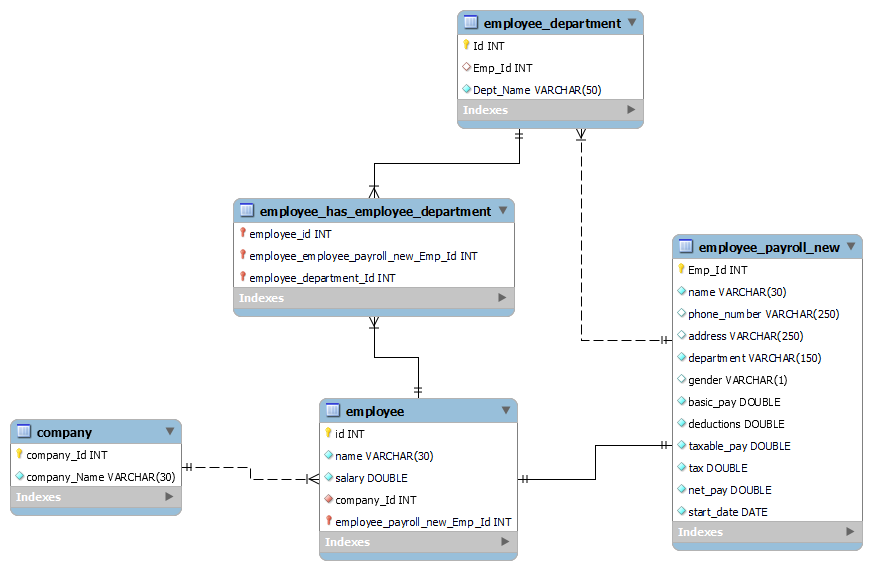 employee_department
Id INT
Emp_Id INT
Dept_Name VARCHAR(50)
Indexes
employee_has_employee_department
employee_id INT
employee_employee_payroll_new_Emp_Id INT
employee_department_Id INT
Indexes
employee_payroll_new
Emp_Id INT
name VARCHAR(30)
phone_number VARCHAR(250)
address VARCHAR(250)
department VARCHAR(150)
gender VARCHAR(1)
basic_pay DOUBLE
deductions DOUBLE
taxable_pay DOUBLE
tax DOUBLE
net_pay DOUBLE
start_date DATE
Indexes
company
company_Id INT
company_Name VARCHAR(30)
Indexes
employee
id INT
name VARCHAR(30)
salary DOUBLE
company_Id INT
employee_payroll_new_Emp_Id INT
Indexes